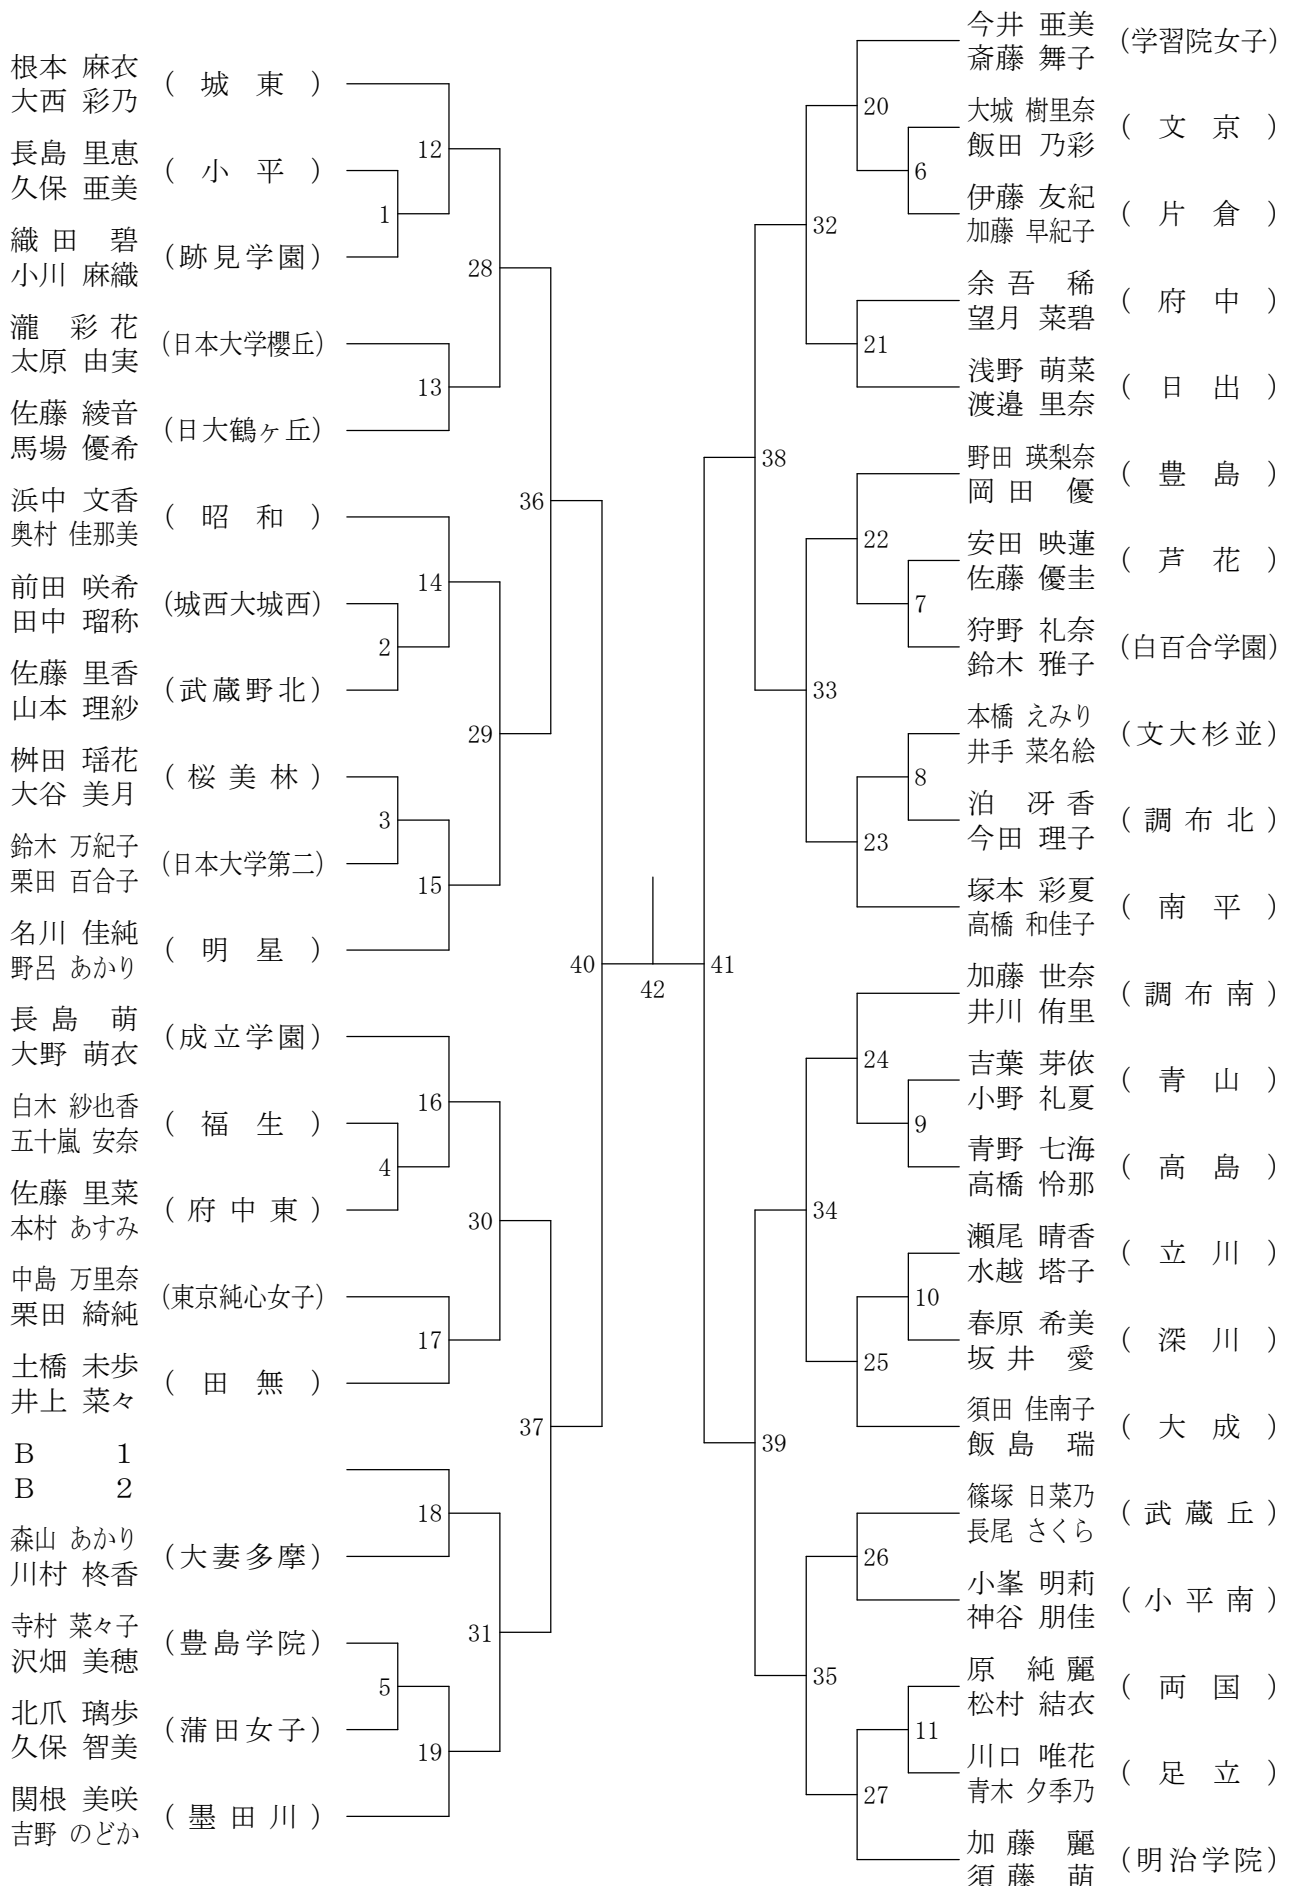 根本 麻衣
大西 彩乃
( 城 東 )
長島 里恵
久保 亜美
( 小 平 )
織田 碧
小川 麻織
(跡見学園)
瀧 彩花
太原 由実
(日本大学櫻丘)
佐藤 綾音
馬場 優希
(日大鶴ヶ丘)
浜中 文香
奥村 佳那美
( 昭 和 )
前田 咲希
田中 瑠称
(城西大城西)
佐藤 里香
山本 理紗
(武蔵野北)
桝田 瑶花
大谷 美月
( 桜美林 )
鈴木 万紀子
栗田 百合子
(日本大学第二)
名川 佳純
野呂 あかり
( 明 星 )
長島 萌
大野 萌衣
(成立学園)
白木 紗也香
五十嵐 安奈
( 福 生 )
佐藤 里菜
本村 あすみ
( 府中東 )
中島 万里奈
栗田 綺純
(東京純心女子)
土橋 未歩
井上 菜々
( 田 無 )
B 1
B 2
森山 あかり
川村 柊香
(大妻多摩)
寺村 菜々子
沢畑 美穂
(豊島学院)
北爪 璃歩
久保 智美
(蒲田女子)
関根 美咲
吉野 のどか
( 墨田川 )
1
2
3
4
5
12
13
14
15
16
17
18
19
28
29
30
31
36
37
40
42
41
38
39
32
33
34
35
20
21
22
23
24
25
26
27
6
7
8
9
10
11
今井 亜美
斎藤 舞子
(学習院女子)
大城 樹里奈
飯田 乃彩
( 文 京 )
伊藤 友紀
加藤 早紀子
( 片 倉 )
余吾 稀
望月 菜碧
( 府 中 )
浅野 萌菜
渡邉 里奈
( 日 出 )
野田 瑛梨奈
岡田 優
( 豊 島 )
安田 映蓮
佐藤 優圭
( 芦 花 )
狩野 礼奈
鈴木 雅子
(白百合学園)
本橋 えみり
井手 菜名絵
(文大杉並)
泊 冴香
今田 理子
( 調布北 )
塚本 彩夏
高橋 和佳子
( 南 平 )
加藤 世奈
井川 侑里
( 調布南 )
吉葉 芽依
小野 礼夏
( 青 山 )
青野 七海
高橋 怜那
( 高 島 )
瀬尾 晴香
水越 塔子
( 立 川 )
春原 希美
坂井 愛
( 深 川 )
須田 佳南子
飯島 瑞
( 大 成 )
篠塚 日菜乃
長尾 さくら
( 武蔵丘 )
小峯 明莉
神谷 朋佳
( 小平南 )
原 純麗
松村 結衣
( 両 国 )
川口 唯花
青木 夕季乃
( 足 立 )
加藤 麗
須藤 萌
(明治学院)